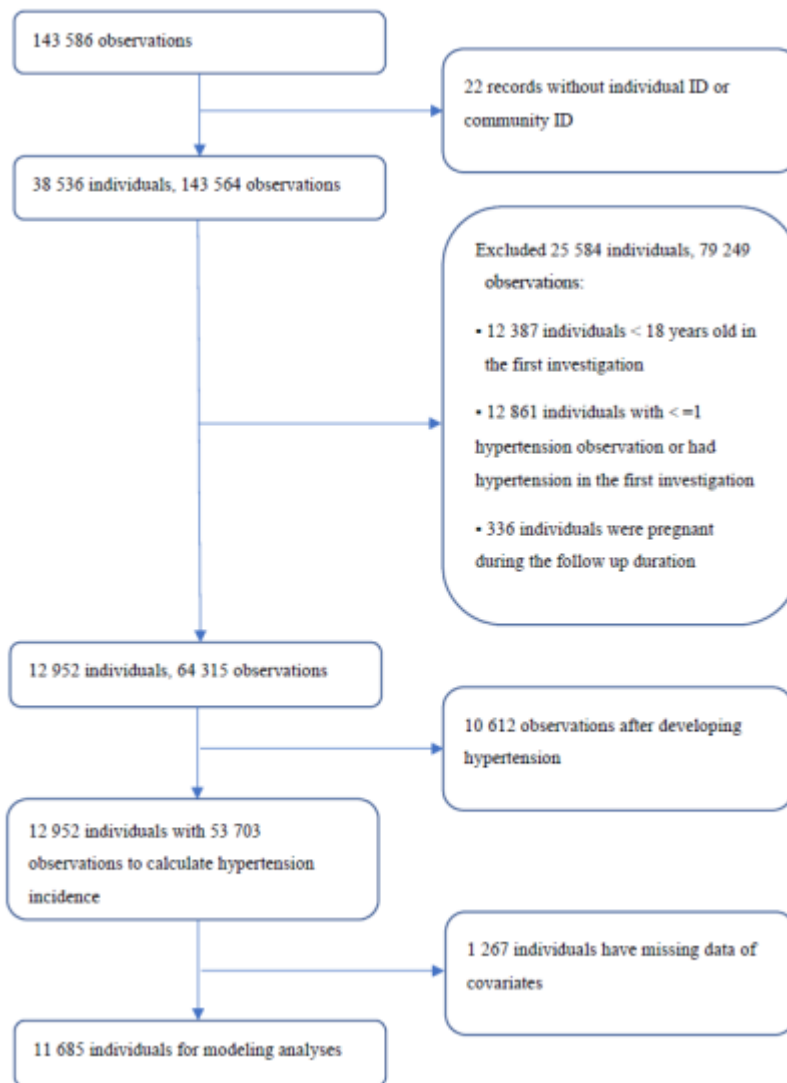 143 586 observations
22 records without individual ID or
community ID
38 536 individuals, 143 564 observations
Excluded 25 584 individuals, 79 249
observations:
▪ 12 387 individuals < 18 years old in
the first investigation
▪ 12 861 individuals with < =1
hypertension observation or had
hypertension in the first investigation
▪ 336 individuals were pregnant
during the follow up duration
12 952 individuals, 64 315 observations
10 612 observations after developing
hypertension
12 952 individuals with 53 703
observations to calculate hypertension
incidence
1 267 individuals have missing data of
covariates
11 685 individuals for modeling analyses